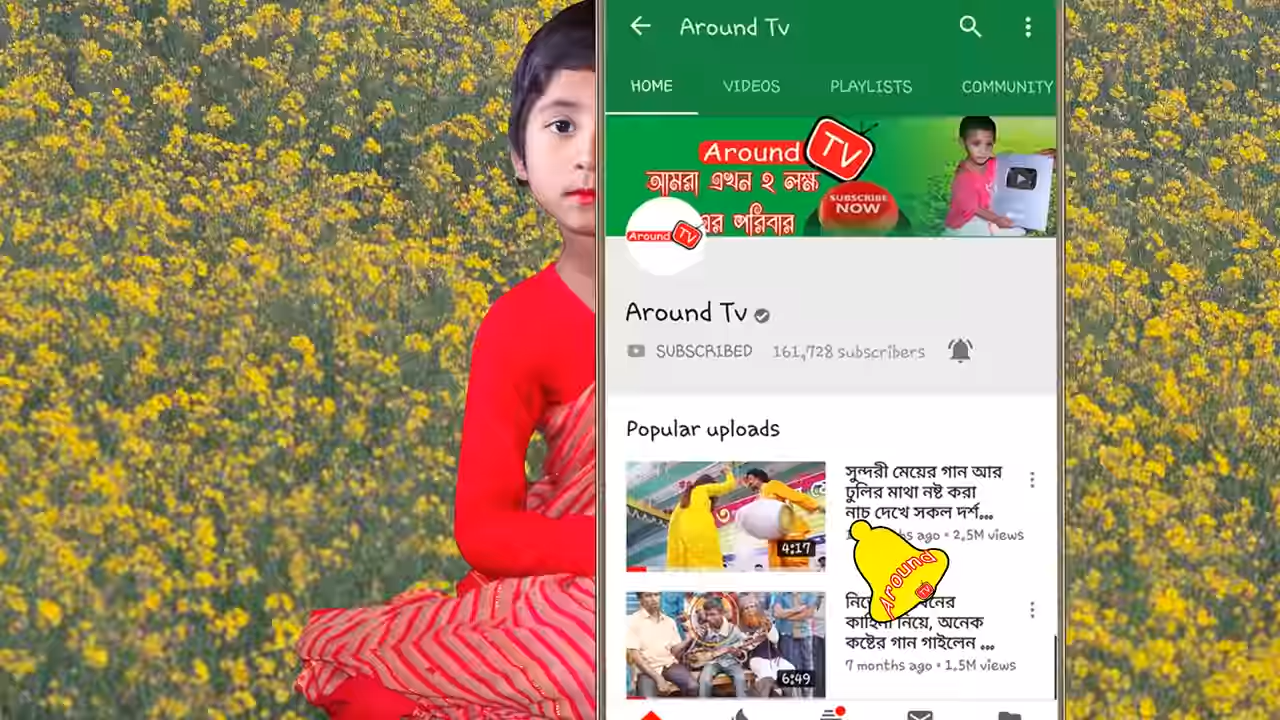 Around Tv
HOME VIDEOS PLAYLISTS COMMUNITY
Around TV
আমরা এখন ২ লক্ষ
এর পরিবার
SUBSCRIBE
NOW
Around TV
Around Tv
SUBSCRIBED 161,728 subscribers
Popular uploads
4:17
সুন্দরী মেয়ের গান আর
ঢুলির মাথা নষ্ট করা
নাচ দেখে সকল দর্শ...
ago • 2.5M views
Around TV
6:49
কাহিনী নিয়ে, অনেক
কষ্টের গান গাইলেন ...
7 months ago • 1.5M views